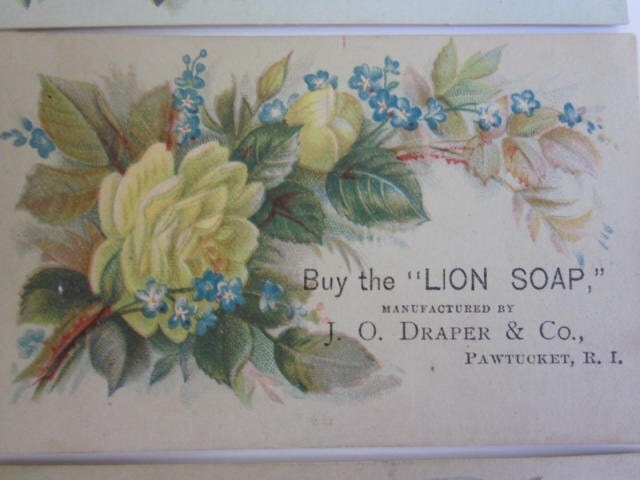 Buy the "LION SOAP,"
MANUFACTURED BY
J. O. DRAPER & CO.,
PAWTUCKET, R. I.